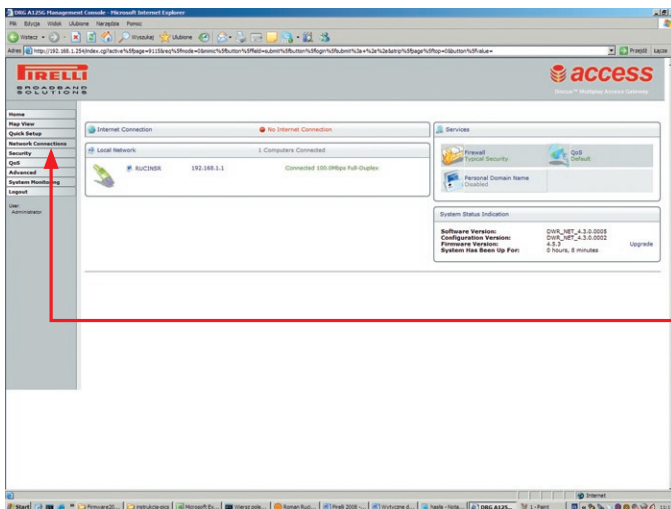 DRG A125G Management Console - Microsoft Internet Explorer
Plik Edycja Widok Ulubione Narzędzia Pomoc
Wstecz Wyszukaj Ulubione
Adres Przejdź Łącza
IRELLI
BROADBAND
SOLUTIONS
access
Home
Map View
Quick Setup
Network Connections
Security
QoS
Advanced
System Monitoring
Logout
User:
Administrator
Internet Connection No Internet Connection
Local Network 1 Computers Connected
RUCINSR 192.168.1.1 Connected 100.0Mbps Full-Duplex
Services
Firewall
Typical Security
QoS
Default
Personal Domain Name
Disabled
System Status Indication
Software Version: DWR_NET_4.3.0.0005
Configuration Version: DWR_NET_4.3.0.0002
Firmware Version: 4.5.3 Upgrade
System Has Been Up For: 0 hours, 8 minutes
Internet
Start